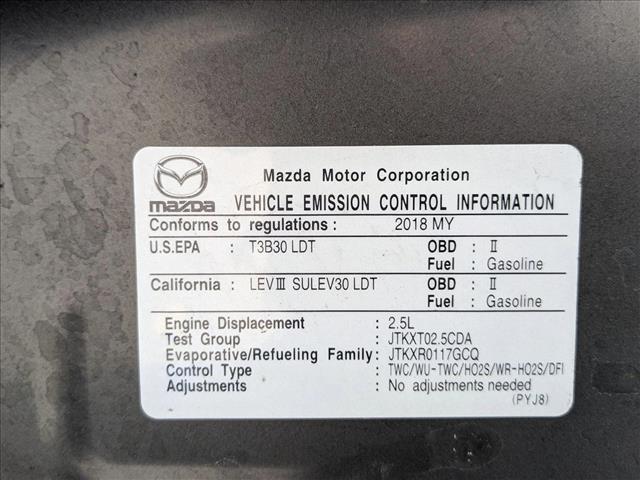 Mazda Motor Corporation
mazda VEHICLE EMISSION CONTROL INFORMATION
Conforms to regulations : 2018 MY
U.S.EPA : T3B30 LDT OBD : II
Fuel : Gasoline
California : LEVIII SULEV30 LDT OBD : II
Fuel : Gasoline
Engine Displacement : 2.5L
Test Group : JTKXT02.5CDA
Evaporative/Refueling Family: JTKXR0117GCQ
Control Type : TWC/WU-TWC/HO2S/WR-HO2S/DFI
Adjustments : No adjustments needed
(PYJ8)